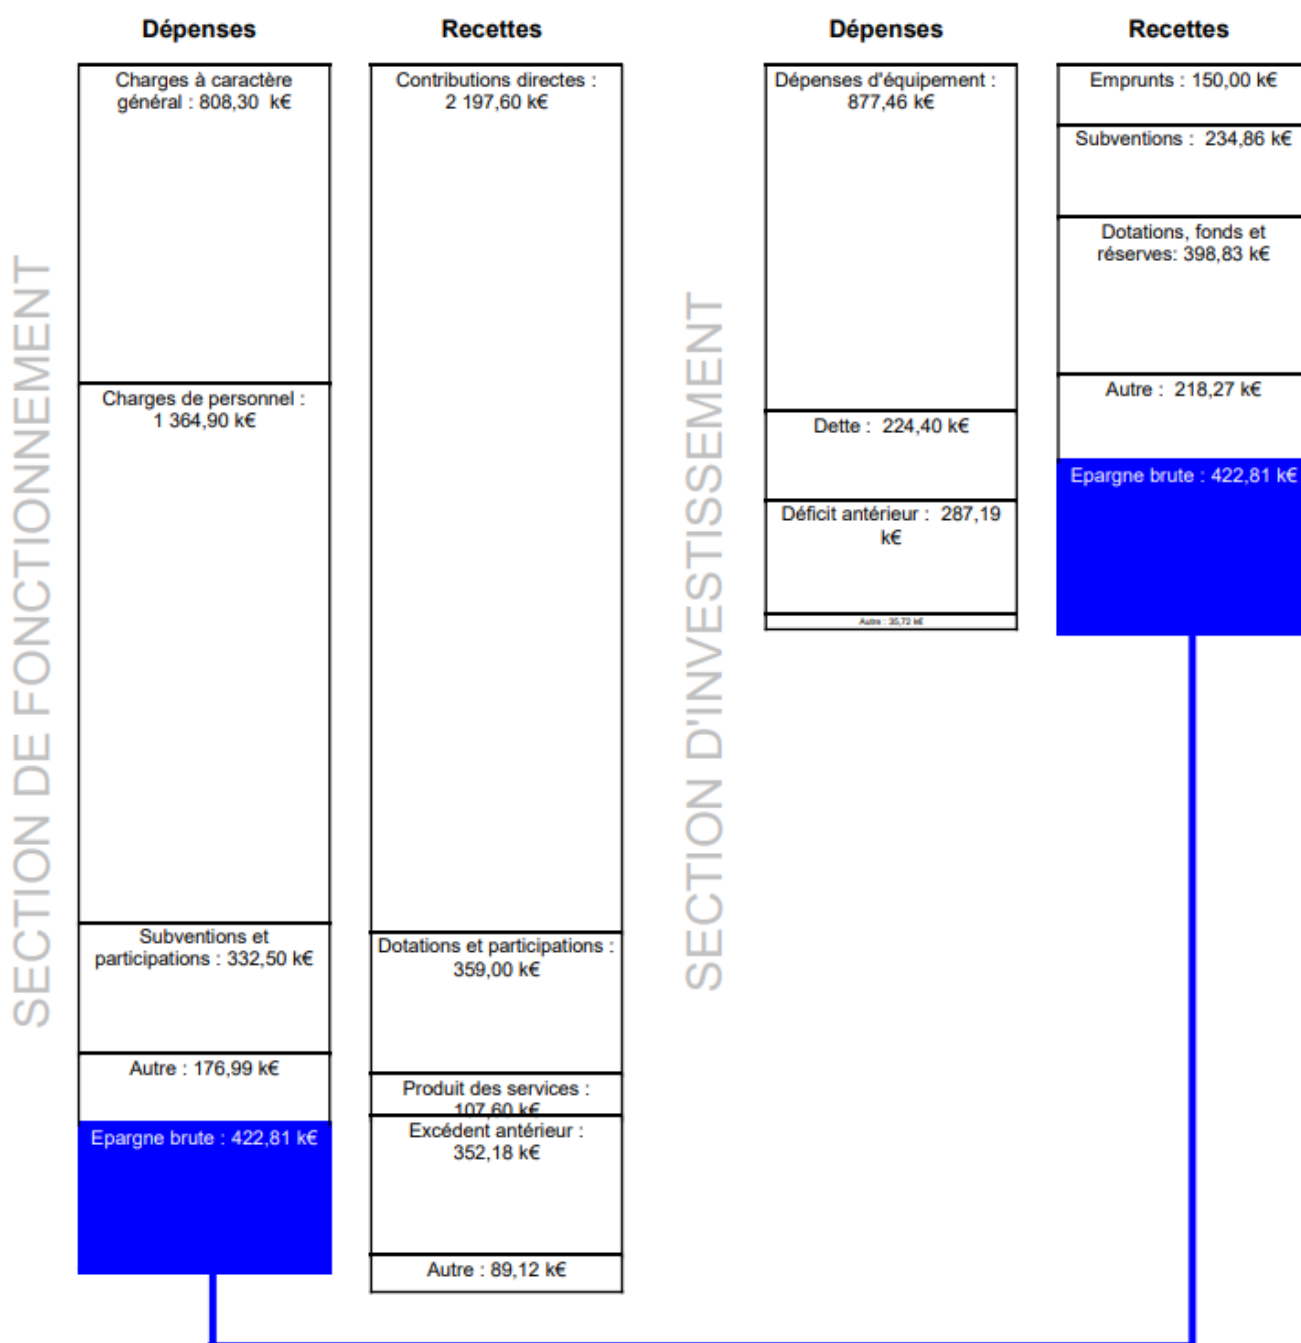 Dépenses
Recettes
SECTION DE FONCTIONNEMENT
Charges à caractère
général : 808,30 k€
Charges de personnel :
1 364,90 k€
Subventions et
participations : 332,50 k€
Autre : 176,99 k€
Epargne brute : 422,81 k€
Contributions directes :
2 197,60 k€
Dotations et participations :
359,00 k€
Produit des services :
107,60 k€
Excédent antérieur :
352,18 k€
Autre : 89,12 k€
Dépenses
Recettes
SECTION D'INVESTISSEMENT
Dépenses d'équipement :
877,46 k€
Dette : 224,40 k€
Déficit antérieur : 287,19
k€
Autre : 35,72 k€
Emprunts : 150,00 k€
Subventions : 234,86 k€
Dotations, fonds et
réserves: 398,83 k€
Autre : 218,27 k€
Epargne brute : 422,81 k€